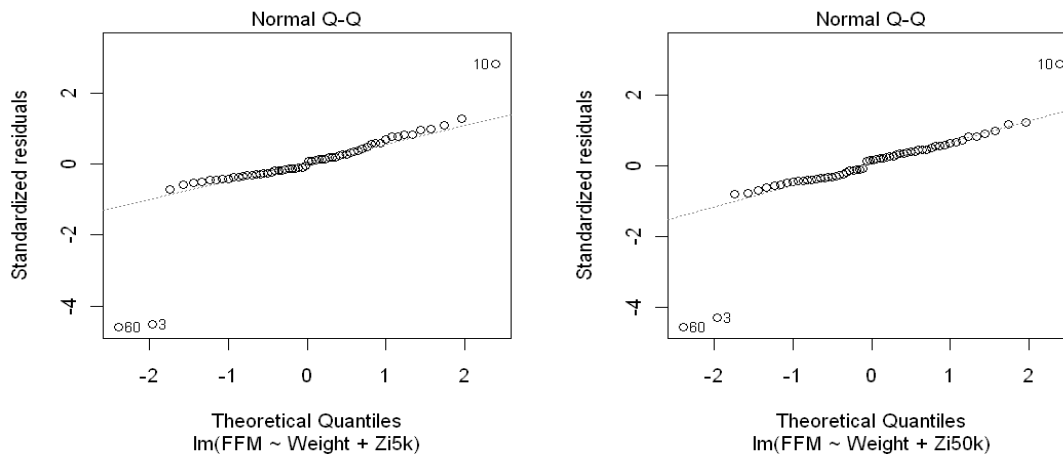 Normal Q-Q
Standardized residuals
2
0
-2
-4
10
60
3
-2 -1 0 1 2
Theoretical Quantiles
lm(FFM ~ Weight + Zi5k)
Normal Q-Q
Standardized residuals
2
0
-2
-4
10
60
3
-2 -1 0 1 2
Theoretical Quantiles
lm(FFM ~ Weight + Zi50k)